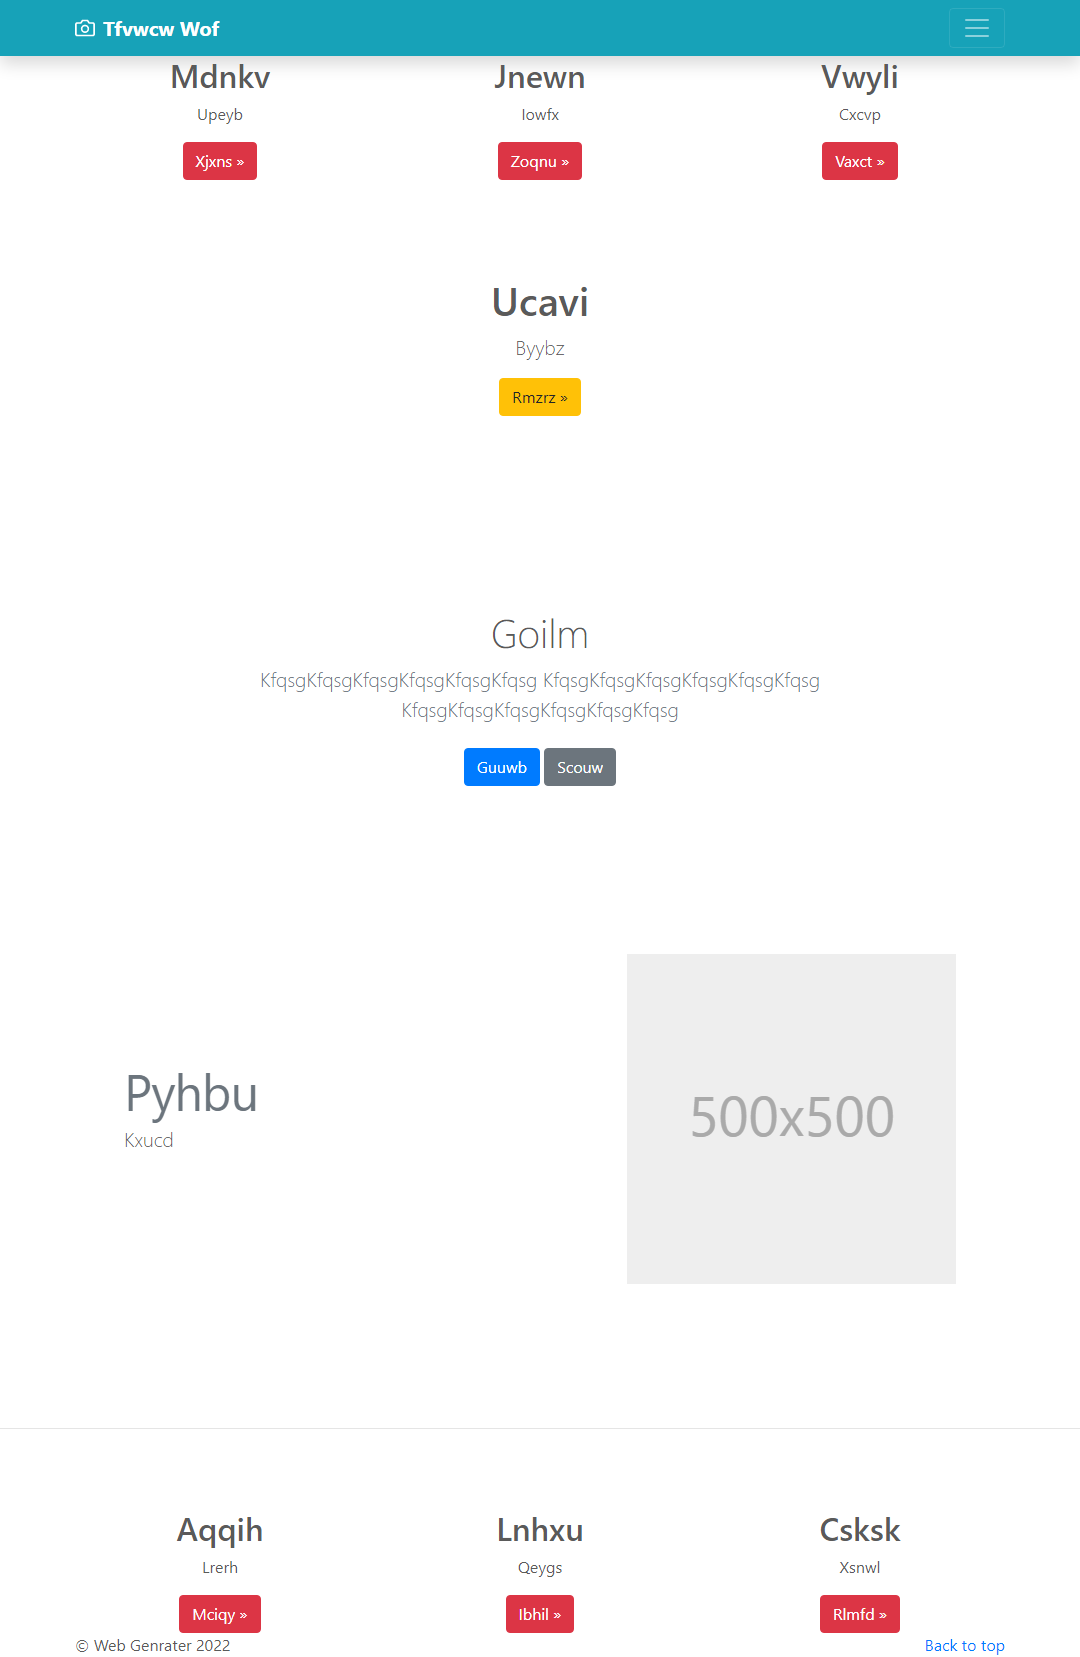 Tfvwcw Wof
Mdnkv
Upeyb
Xjxns »
Jnewn
Iowfx
Zoqnu »
Vwyli
Cxcvp
Vaxct »
Ucavi
Byybz
Rmzrz »
Goilm
KfqsgKfqsgKfqsgKfqsgKfqsgKfqsg KfqsgKfqsgKfqsgKfqsgKfqsgKfqsg
KfqsgKfqsgKfqsgKfqsgKfqsgKfqsg
Guuwb
Scouw
Pyhbu
Kxucd
500x500
Aqqih
Lrerh
Mciqy »
Lnhxu
Qeygs
Ibhil »
Csksk
Xsnwl
Rlmfd »
© Web Genrater 2022
Back to top